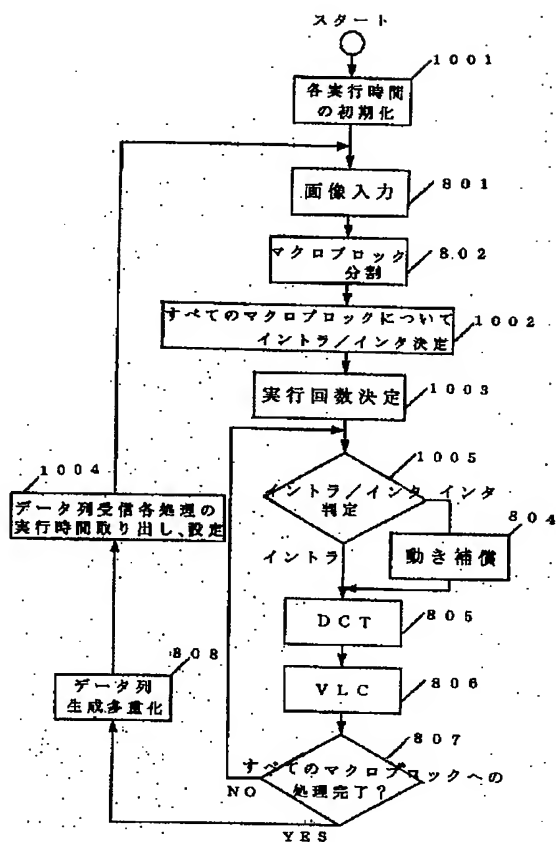 スタート
1001
各実行時間
の初期化
画像入力
801
マクロブロック
分割
802
すべてのマクロブロックについて
イントラ/インタ決定
1002
実行回数決定
1003
1004
データ列受信各処理の
実行時間取り出し、設定
1005
イントラ/インタ
判定
インタ
イントラ
804
動き補償
DCT
805
808
データ列
生成多重化
VLC
806
807
すべてのマクロブロックへの
処理完了?
NO
YES